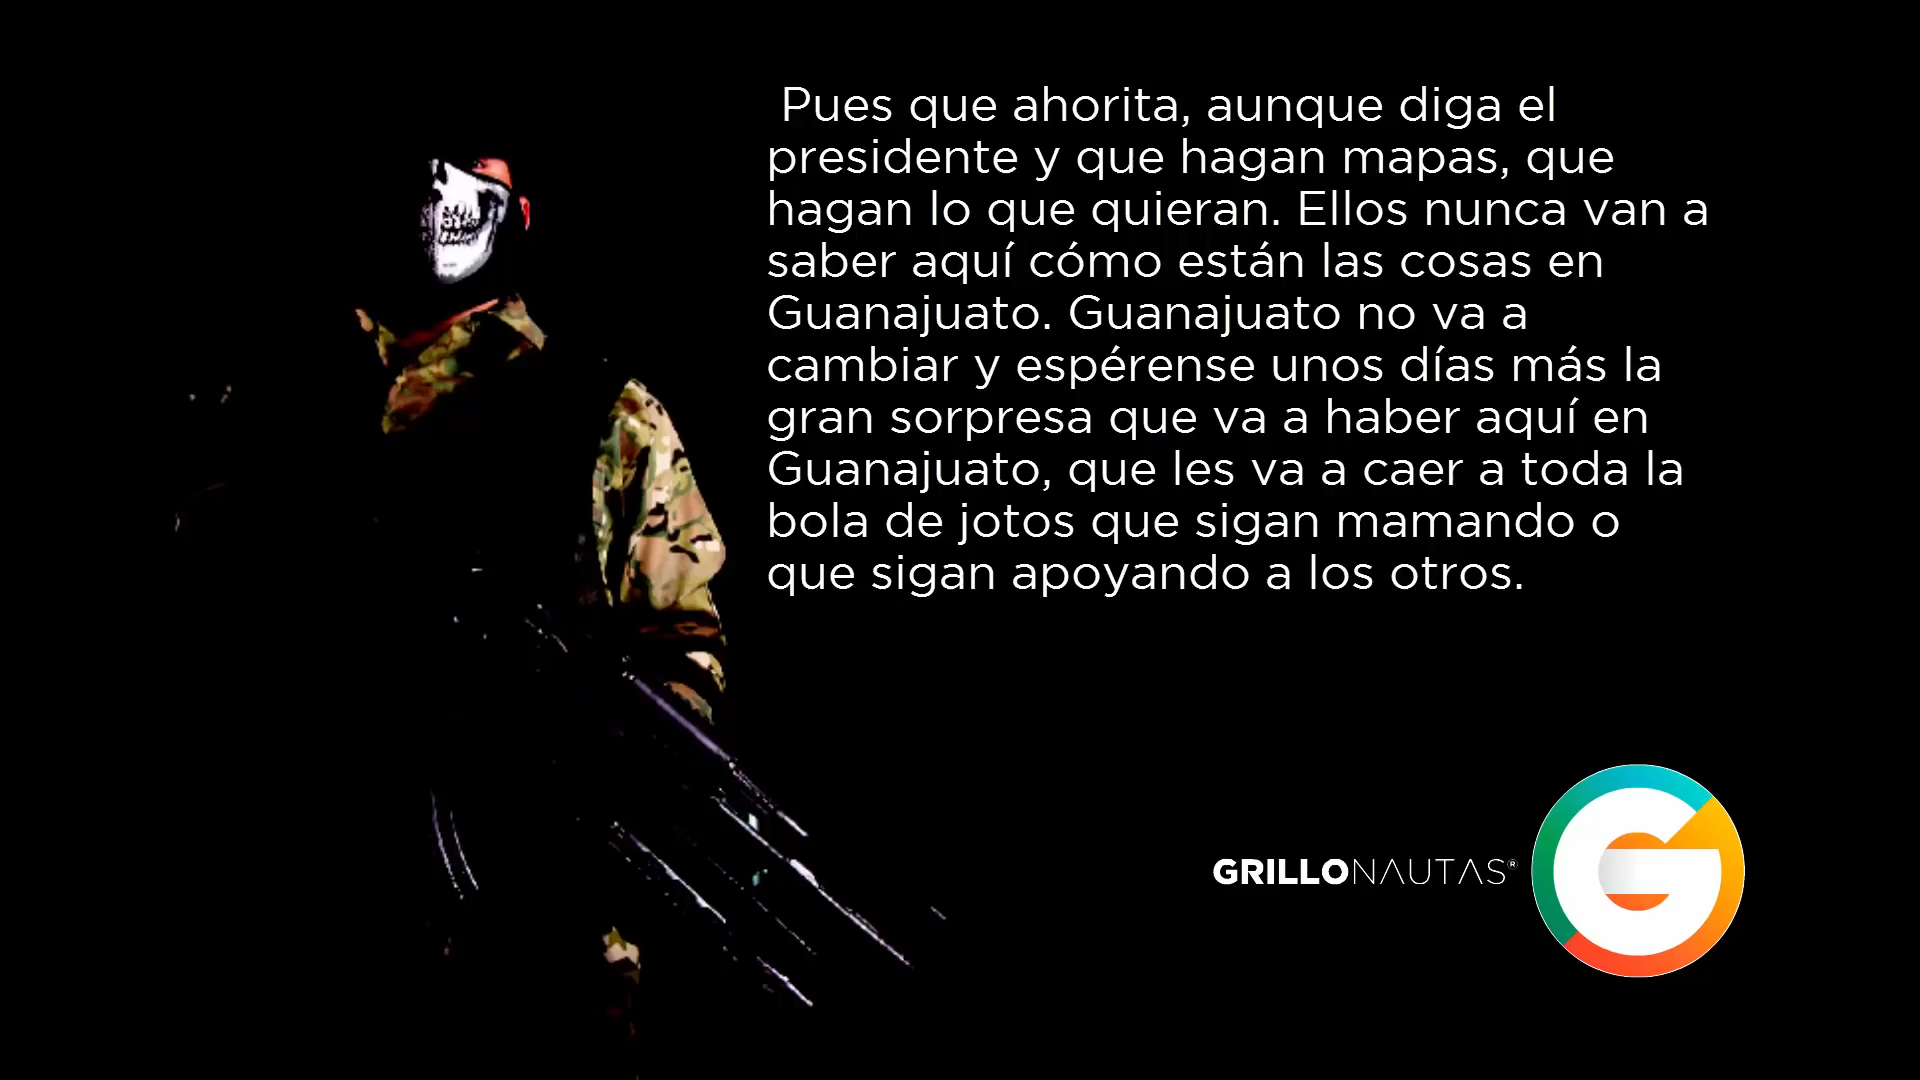 Pues que ahorita, aunque diga el
presidente y que hagan mapas, que
hagan lo que quieran. Ellos nunca van a
saber aquí cómo están las cosas en
Guanajuato. Guanajuato no va a
cambiar y espérense unos días más la
gran sorpresa que va a haber aquí en
Guanajuato, que les va a caer a toda la
bola de jotos que sigan mamando o
que sigan apoyando a los otros.
GRILLONAUTAS®
G